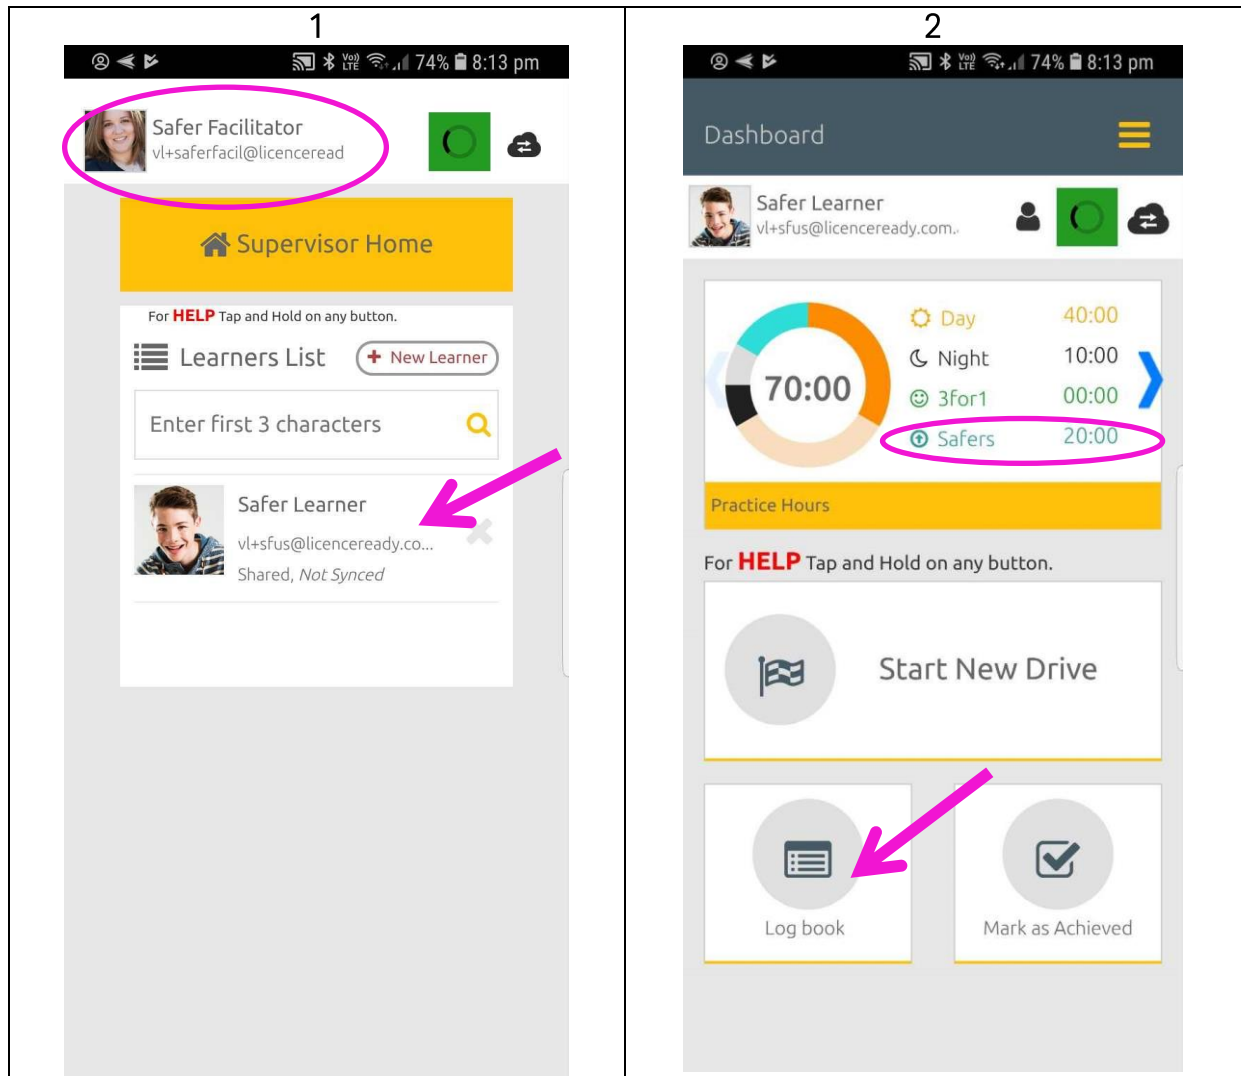 1
74% 8:13 pm
Safer Facilitator
vl+saferfacil@licenceread
Supervisor Home
For HELP Tap and Hold on any button.
Learners List + New Learner
Enter first 3 characters
Safer Learner
vl+sfus@licenceready.co...
Shared, Not Synced
2
74% 8:13 pm
Dashboard
Safer Learner
vl+sfus@licenceready.com.
70:00
Day 40:00
Night 10:00
3for1 00:00
Safers 20:00
Practice Hours
For HELP Tap and Hold on any button.
Start New Drive
Log book
Mark as Achieved